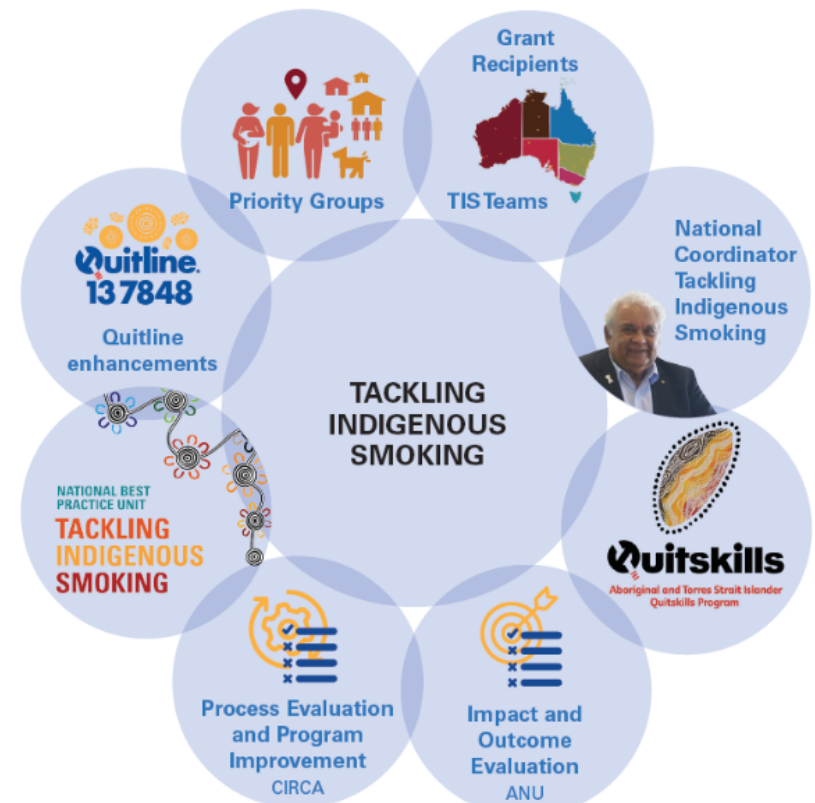 Grant
Recipients
TIS Teams
Priority Groups
National
Coordinator
Tackling
Indigenous
Smoking
Quitline.
13 7848
Quitline
enhancements
TACKLING
INDIGENOUS
SMOKING
NATIONAL BEST
PRACTICE UNIT
TACKLING
INDIGENOUS
SMOKING
Quitskills
Aboriginal and Torres Strait Islander
Quitskills Program
Process Evaluation
and Program
Improvement
CIRCA
Impact and
Outcome
Evaluation
ANU